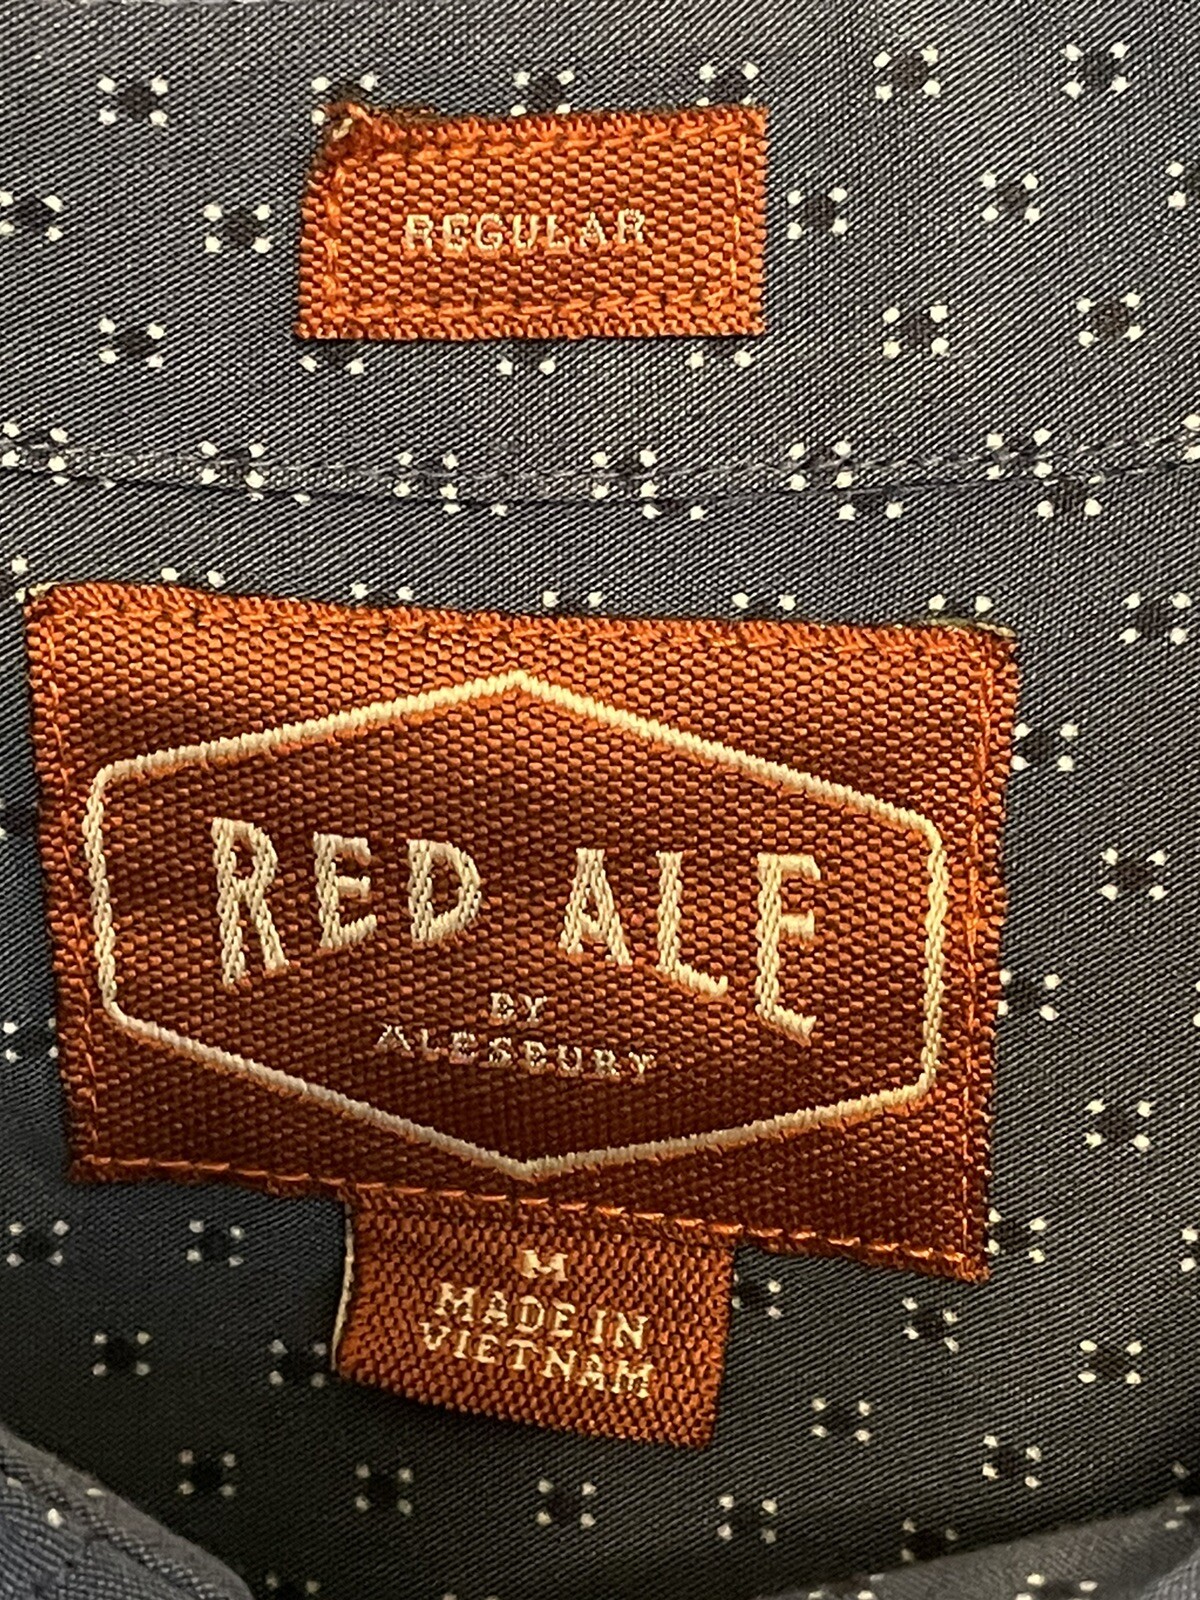 REGULAR
RED ALE
BY
ALESBURY
M
MADE IN
VIETNAM